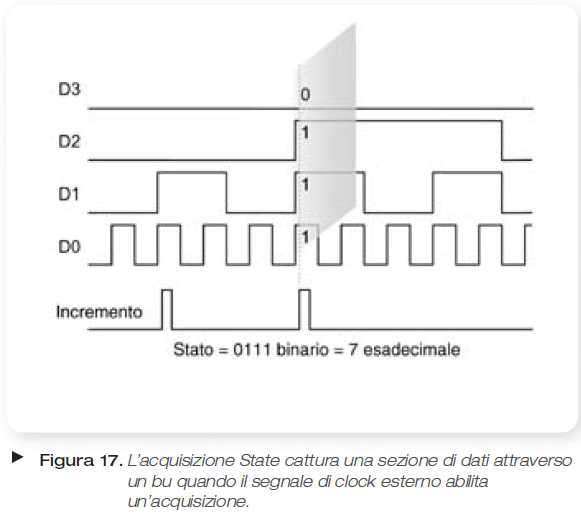 D3
0
D2
1
D1
1
D0
1
Incremento
Stato = 0111 binario = 7 esadecimale
Figura 17. L'acquisizione State cattura una sezione di dati attraverso
un bu quando il segnale di clock esterno abilita
un'acquisizione.